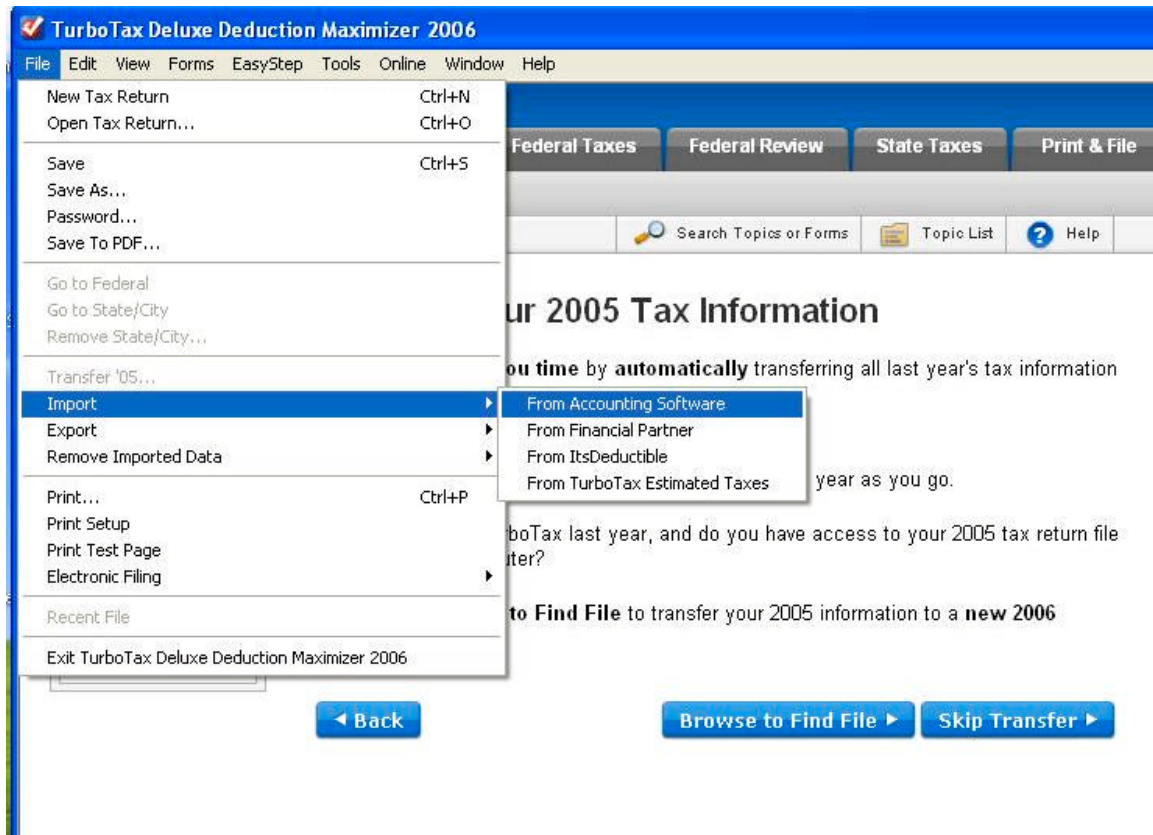 TurboTax Deluxe Deduction Maximizer 2006
File Edit View Forms EasyStep Tools Online Window Help
New Tax Return Ctrl+N
Open Tax Return... Ctrl+O
Save Ctrl+S
Save As...
Password...
Save To PDF...
Go to Federal
Go to State/City
Remove State/City...
Transfer '05...
Import
Export
Remove Imported Data
Print... Ctrl+P
Print Setup
Print Test Page
Electronic Filing
Recent File
Exit TurboTax Deluxe Deduction Maximizer 2006
From Accounting Software
From Financial Partner
From ItsDeductible
From TurboTax Estimated Taxes
Federal Taxes Federal Review State Taxes Print & File
Search Topics or Forms Topic List Help
ur 2005 Tax Information
ou time by automatically transferring all last year's tax information
year as you go.
boTax last year, and do you have access to your 2005 tax return file
uter?
to Find File to transfer your 2005 information to a new 2006
Back Browse to Find File Skip Transfer